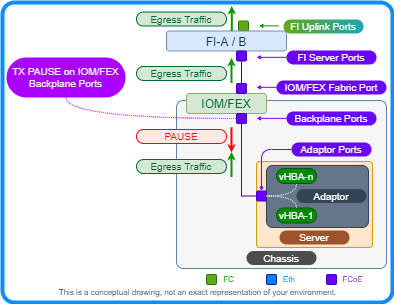 Egress Traffic
FI Uplink Ports
FI-A / B
FI Server Ports
TX PAUSE on IOM/FEX
Backplane Ports
Egress Traffic
IOM/FEX Fabric Port
IOM/FEX
Backplane Ports
PAUSE
Adaptor Ports
Egress Traffic
vHBA-n
Adaptor
vHBA-1
Server
Chassis
FC
Eth
FCoE
This is a conceptual drawing, not an exact representation of your environment.